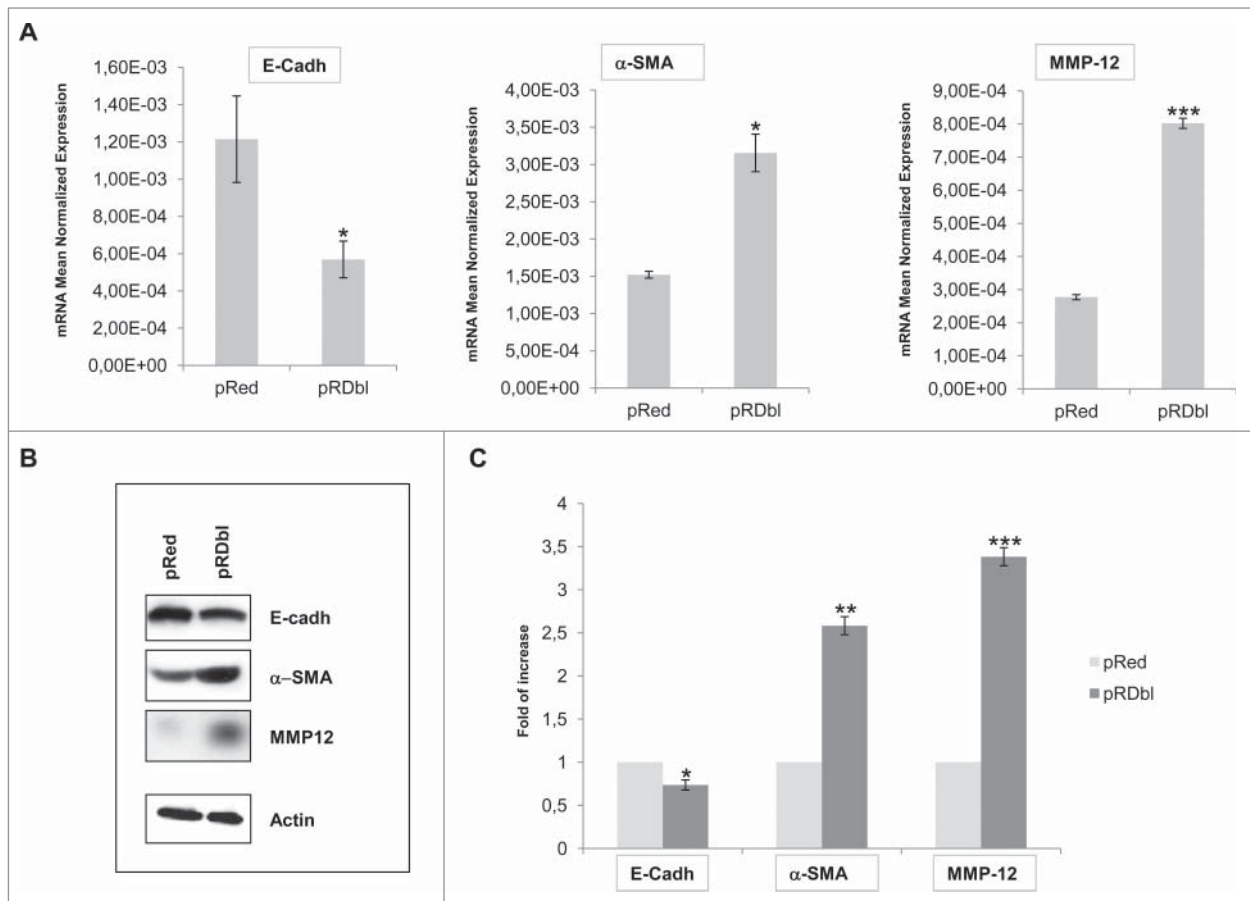 A
E-Cadh
mRNA Mean Normalized Expression
1,60E-03
1,40E-03
1,20E-03
1,00E-03
8,00E-04
6,00E-04
4,00E-04
2,00E-04
0,00E+00
*
pRed
pRDbl
α-SMA
mRNA Mean Normalized Expression
4,00E-03
3,50E-03
3,00E-03
2,50E-03
2,00E-03
1,50E-03
1,00E-03
5,00E-04
0,00E+00
*
pRed
pRDbl
MMP-12
mRNA Mean Normalized Expression
9,00E-04
8,00E-04
7,00E-04
6,00E-04
5,00E-04
4,00E-04
3,00E-04
2,00E-04
1,00E-04
0,00E+00
***
pRed
pRDbl
B
pRed
pRDbl
E-cadh
α–SMA
MMP12
Actin
C
Fold of increase
4
3,5
3
2,5
2
1,5
1
0,5
0
*
**
***
E-Cadh
α-SMA
MMP-12
pRed
pRDbl